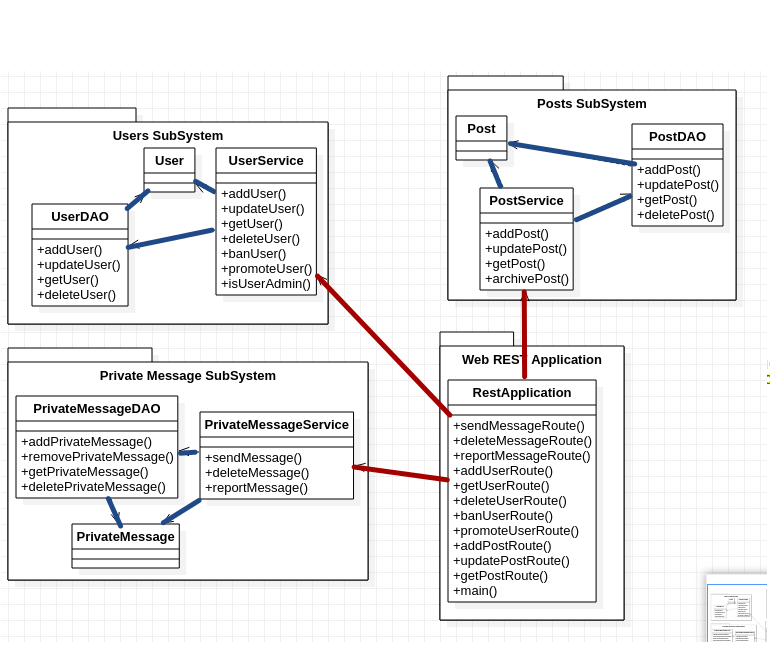 Users SubSystem
User
UserService
+addUser()
+updateUser()
+getUser()
+deleteUser()
+banUser()
+promoteUser()
+isUserAdmin()
UserDAO
+addUser()
+updateUser()
+getUser()
+deleteUser()
Posts SubSystem
Post
PostDAO
+addPost()
+updatePost()
+getPost()
+deletePost()
PostService
+addPost()
+updatePost()
+getPost()
+archivePost()
Private Message SubSystem
PrivateMessageDAO
+addPrivateMessage()
+removePrivateMessage()
+getPrivateMessage()
+deletePrivateMessage()
PrivateMessageService
+sendMessage()
+deleteMessage()
+reportMessage()
PrivateMessage
Web REST Application
RestApplication
+sendMessageRoute()
+deleteMessageRoute()
+reportMessageRoute()
+addUserRoute()
+getUserRoute()
+deleteUserRoute()
+banUserRoute()
+promoteUserRoute()
+addPostRoute()
+updatePostRoute()
+getPostRoute()
+main()